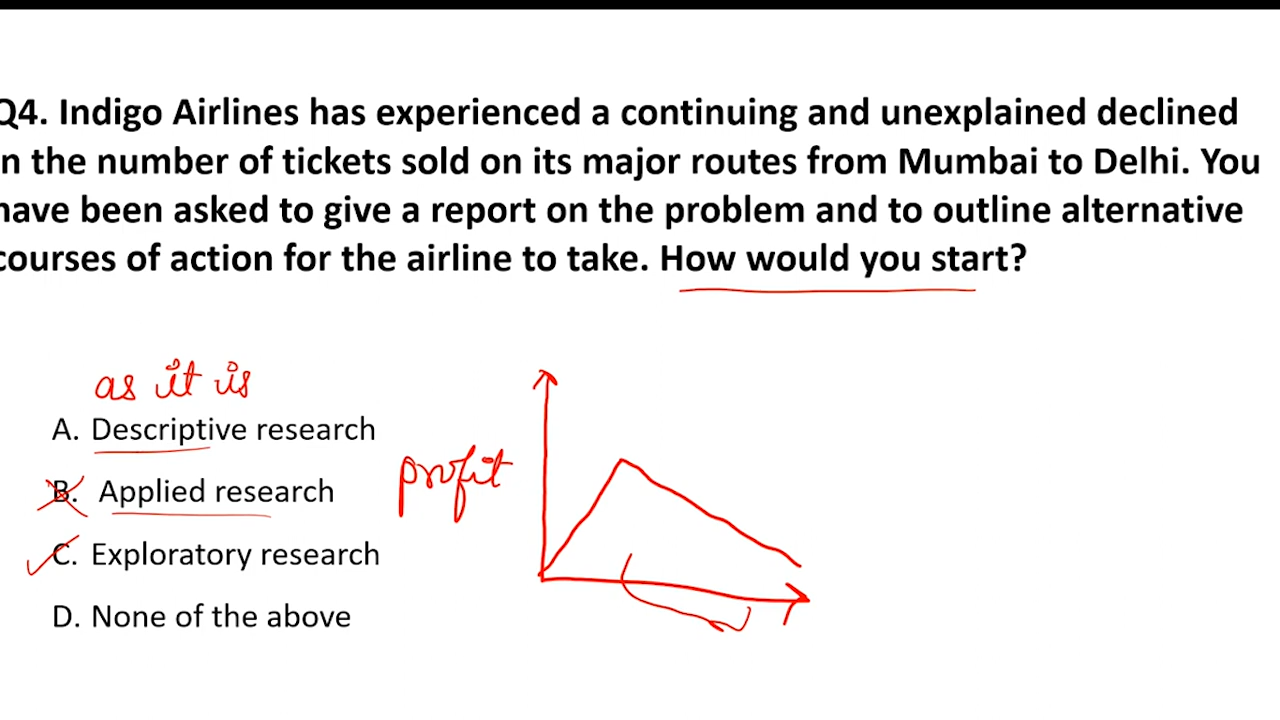 Q4. Indigo Airlines has experienced a continuing and unexplained declined
in the number of tickets sold on its major routes from Mumbai to Delhi. You
have been asked to give a report on the problem and to outline alternative
courses of action for the airline to take. How would you start?
as it is
A. Descriptive research
profit
B. Applied research
C. Exploratory research
D. None of the above